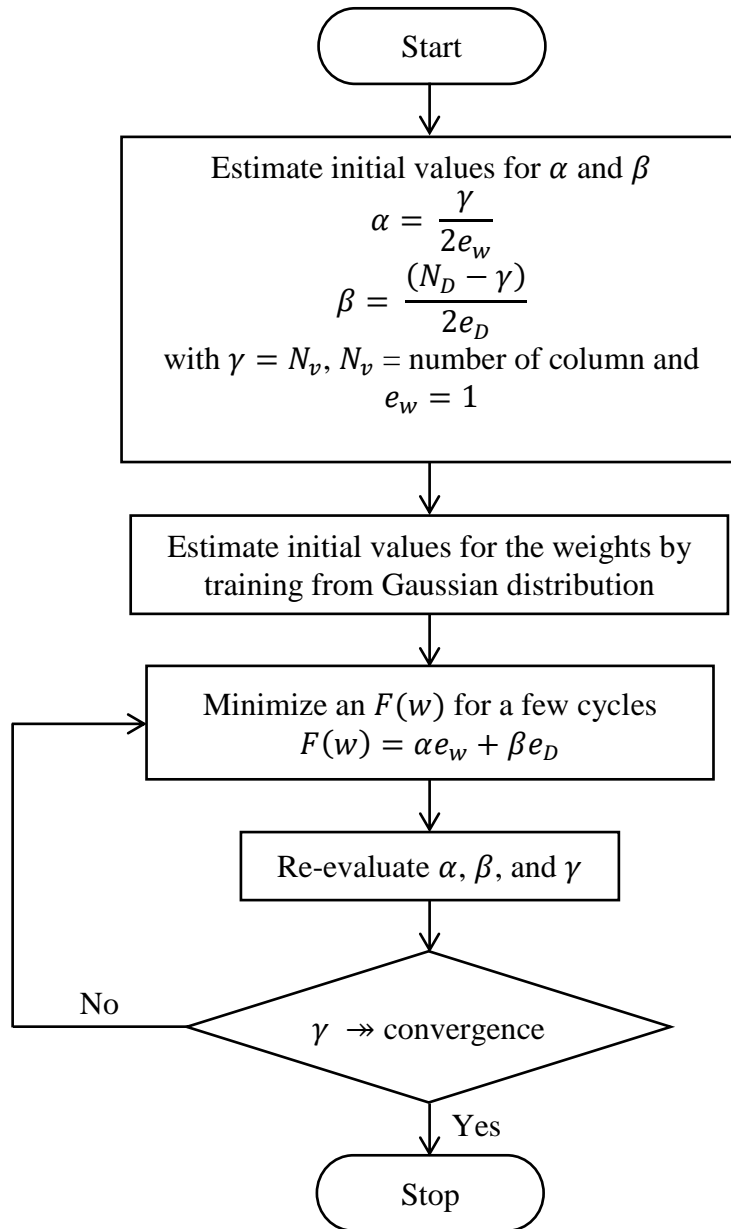 Start
Estimate initial values for α and β
α = γ / 2e_w
β = (N_D − γ) / 2e_D
with γ = N_v, N_v = number of column and
e_w = 1
Estimate initial values for the weights by
training from Gaussian distribution
Minimize an F(w) for a few cycles
F(w) = αe_w + βe_D
Re-evaluate α, β, and γ
γ ↠ convergence
No
Yes
Stop